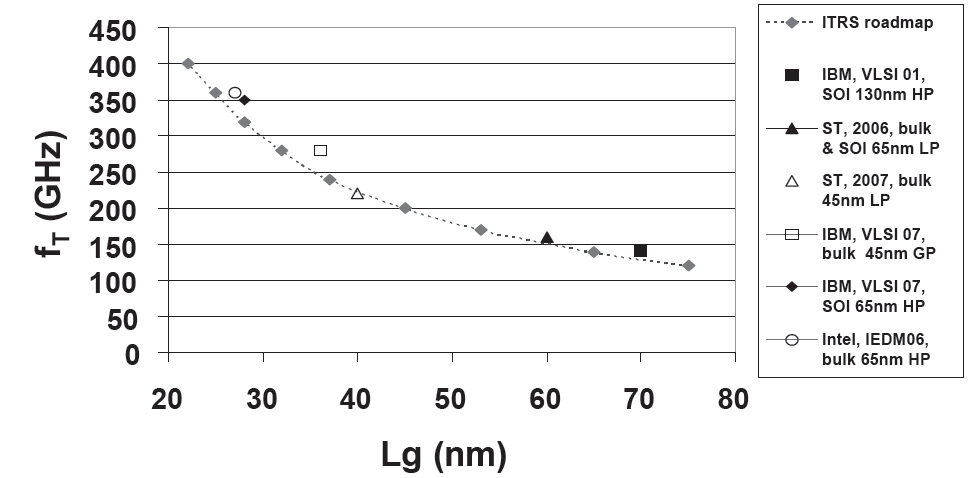 450
400
350
300
250
200
150
100
50
0
f_T (GHz)
20 30 40 50 60 70 80
Lg (nm)
ITRS roadmap
IBM, VLSI 01,
SOI 130nm HP
ST, 2006, bulk
& SOI 65nm LP
ST, 2007, bulk
45nm LP
IBM, VLSI 07,
bulk 45nm GP
IBM, VLSI 07,
SOI 65nm HP
Intel, IEDM06,
bulk 65nm HP